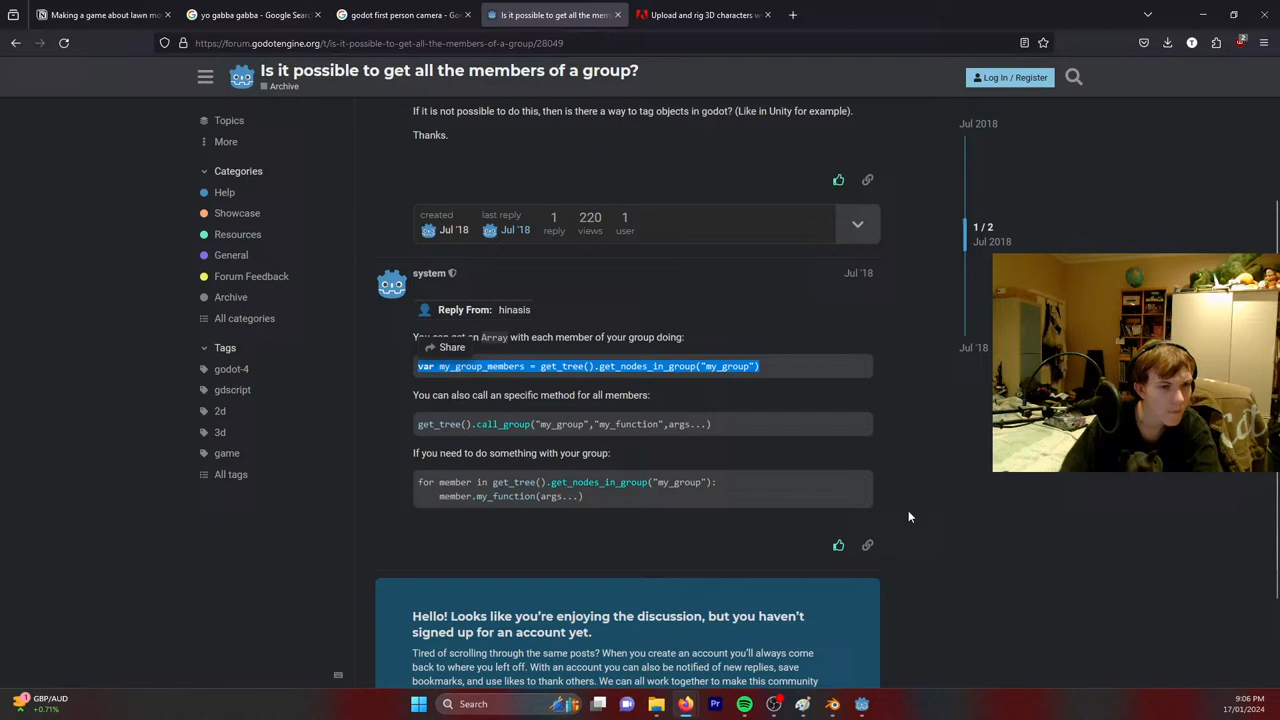 Making a game about lawn mo
yo gabba gabba - Google Sear
godot first person camera - Goo
Is it possible to get all the mem
Upload and rig 3D characters w
https://forum.godotengine.org/t/is-it-possible-to-get-all-the-members-of-a-group/28049
Is it possible to get all the members of a group?
Archive
Log In / Register
Topics
More
Categories
Help
Showcase
Resources
General
Forum Feedback
Archive
All categories
Tags
godot-4
gdscript
2d
3d
game
All tags
If it is not possible to do this, then is there a way to tag objects in godot? (Like in Unity for example).
Thanks.
created
Jul '18
last reply
Jul '18
1
reply
220
views
1
user
system
Jul '18
Reply From: hinasis
You can get an Array with each member of your group doing:
Share
var my_group_members = get_tree().get_nodes_in_group("my_group")
You can also call an specific method for all members:
get_tree().call_group("my_group","my_function",args...)
If you need to do something with your group:
for member in get_tree().get_nodes_in_group("my_group"):
member.my_function(args...)
Hello! Looks like you're enjoying the discussion, but you haven't
signed up for an account yet.
Tired of scrolling through the same posts? When you create an account you'll always come
back to where you left off. With an account you can also be notified of new replies, save
bookmarks, and use likes to thank others. We can all work together to make this community
Jul 2018
1 / 2
Jul 2018
Jul '18
GBP/AUD
+0.71%
Search
9:06 PM
17/01/2024